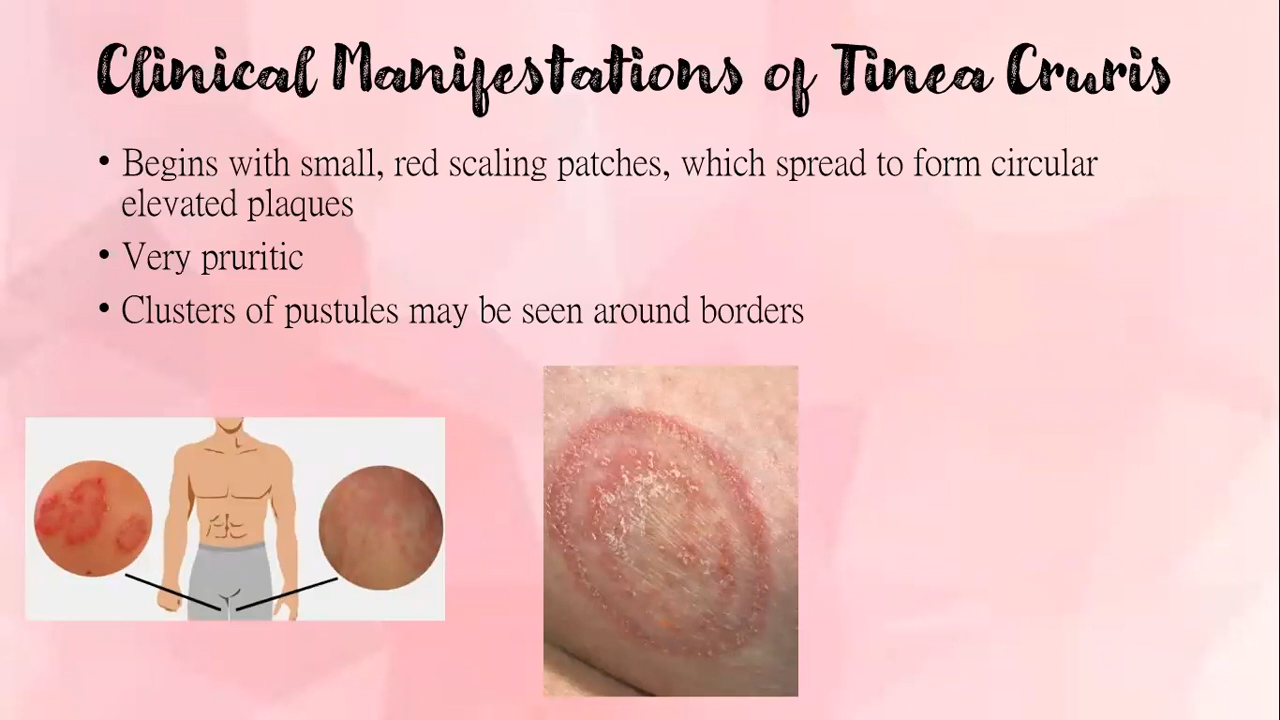 Clinical Manifestations of Tinea Cruris
• Begins with small, red scaling patches, which spread to form circular
elevated plaques
• Very pruritic
• Clusters of pustules may be seen around borders